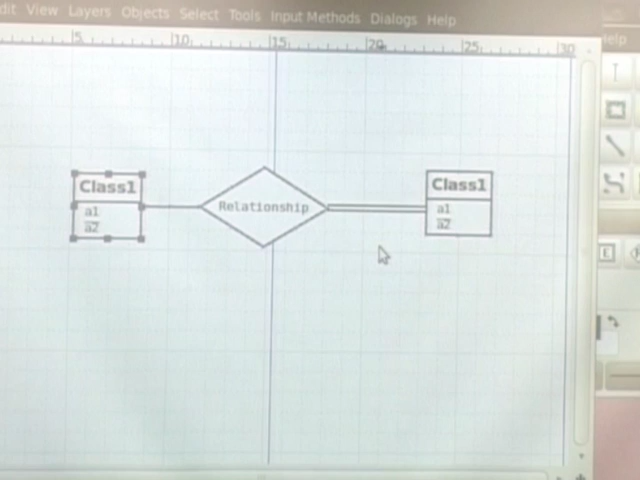 dit View Layers Objects Select Tools Input Methods Dialogs Help
5 10 15 20 25 30
Help
Class1
a1
a2
Relationship
Class1
a1
a2
E